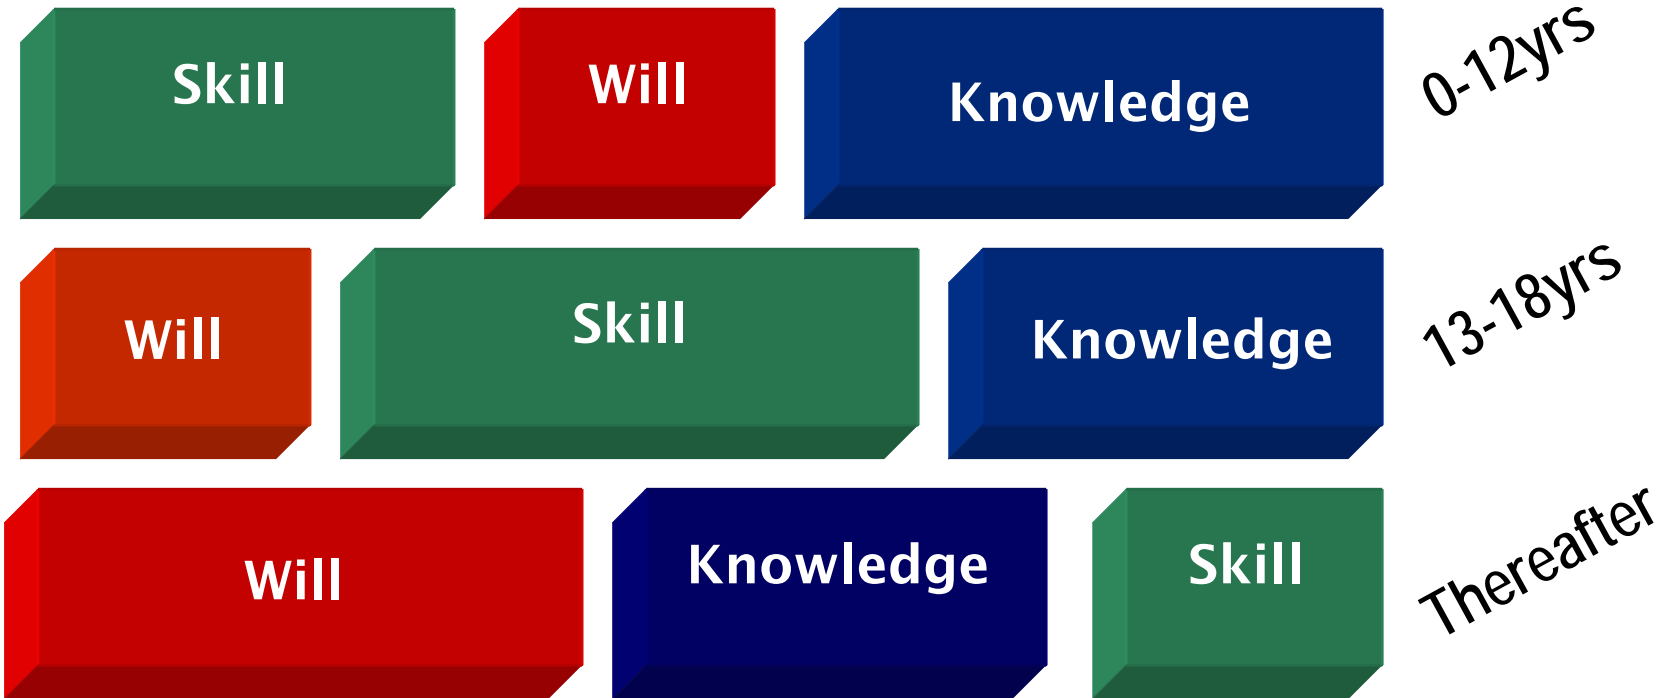 Skill Will Knowledge 0-12yrs
Will Skill Knowledge 13-18yrs
Will Knowledge Skill Thereafter